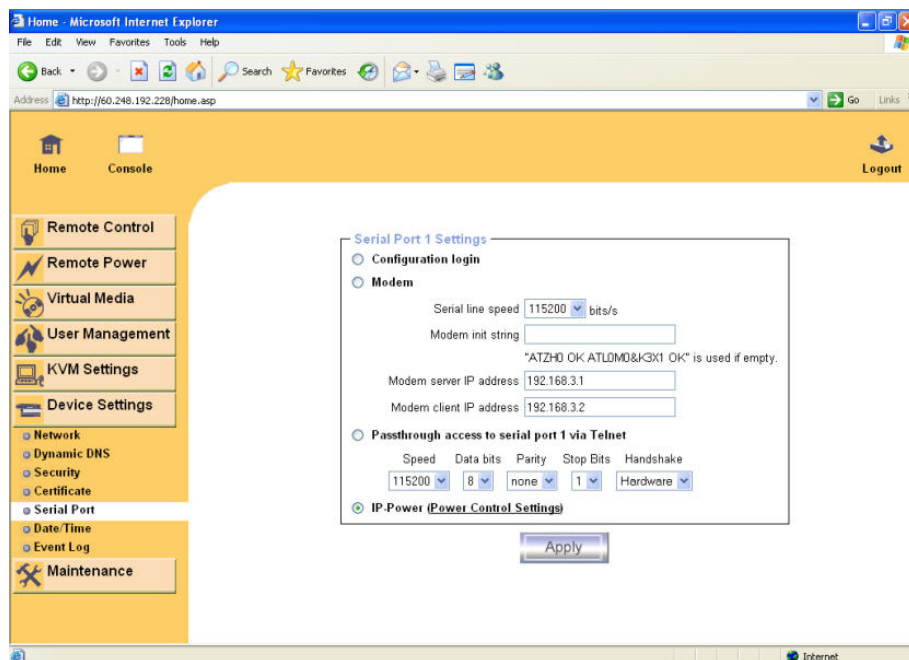 Home - Microsoft Internet Explorer
File Edit View Favorites Tools Help
Back Search Favorites
Address http://60.248.192.228/home.asp Go Links
Home Console Logout
Remote Control
Remote Power
Virtual Media
User Management
KVM Settings
Device Settings
Network
Dynamic DNS
Security
Certificate
Serial Port
Date/Time
Event Log
Maintenance
Serial Port 1 Settings
Configuration login
Modem
Serial line speed 115200 bits/s
Modem init string
"ATZH0 OK ATL0M0&K3X1 OK" is used if empty.
Modem server IP address 192.168.3.1
Modem client IP address 192.168.3.2
Passthrough access to serial port 1 via Telnet
Speed Data bits Parity Stop Bits Handshake
115200 8 none 1 Hardware
IP-Power (Power Control Settings)
Apply
Internet